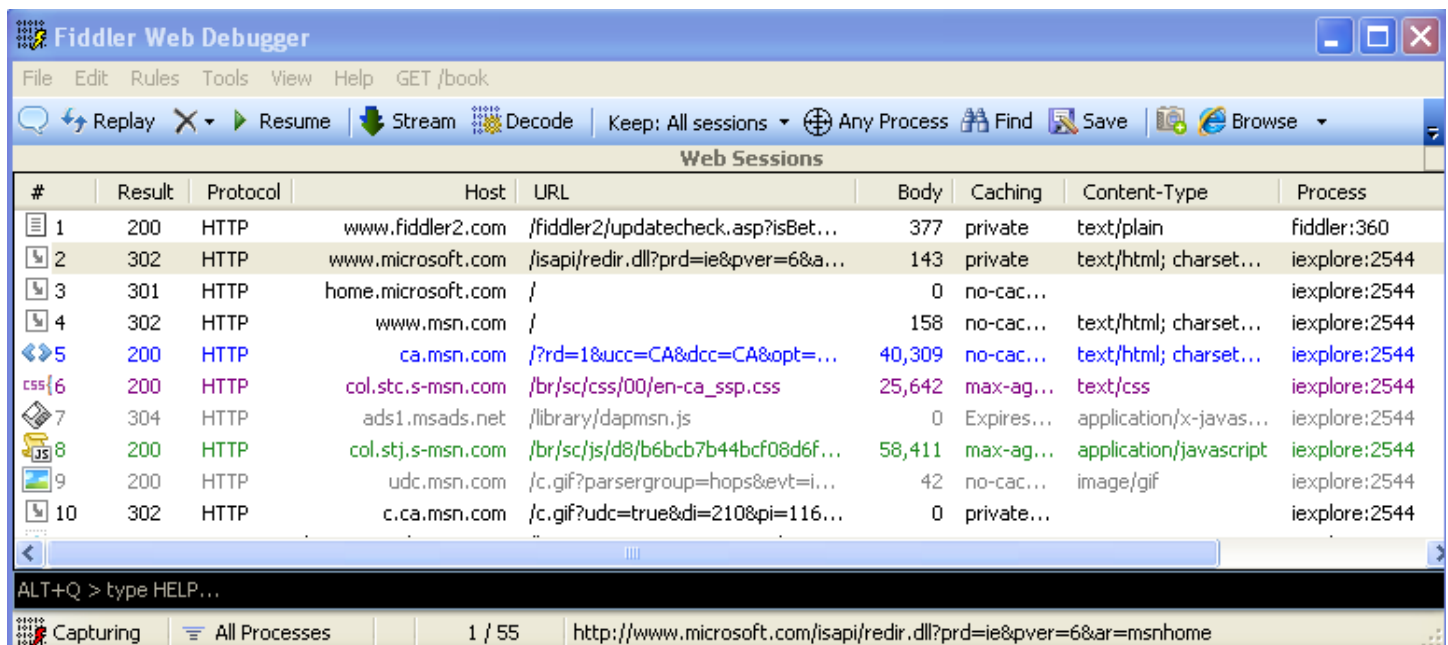 Fiddler Web Debugger
File Edit Rules Tools View Help GET /book
Replay Resume Stream Decode Keep: All sessions Any Process Find Save Browse
Web Sessions
# Result Protocol Host URL Body Caching Content-Type Process
1 200 HTTP www.fiddler2.com /fiddler2/updatecheck.asp?isBet... 377 private text/plain fiddler:360
2 302 HTTP www.microsoft.com /isapi/redir.dll?prd=ie&pver=6&a... 143 private text/html; charset... iexplore:2544
3 301 HTTP home.microsoft.com / 0 no-cac... iexplore:2544
4 302 HTTP www.msn.com / 158 no-cac... text/html; charset... iexplore:2544
5 200 HTTP ca.msn.com /?rd=1&ucc=CA&dcc=CA&opt=... 40,309 no-cac... text/html; charset... iexplore:2544
css{ 6 200 HTTP col.stc.s-msn.com /br/sc/css/00/en-ca_ssp.css 25,642 max-ag... text/css iexplore:2544
7 304 HTTP ads1.msads.net /library/dapmsn.js 0 Expires... application/x-javas... iexplore:2544
JS 8 200 HTTP col.stj.s-msn.com /br/sc/js/d8/b6bcb7b44bcf08d6f... 58,411 max-ag... application/javascript iexplore:2544
9 200 HTTP udc.msn.com /c.gif?parsergroup=hops&evt=i... 42 no-cac... image/gif iexplore:2544
10 302 HTTP c.ca.msn.com /c.gif?udc=true&di=210&pi=116... 0 private... iexplore:2544
ALT+Q > type HELP...
Capturing All Processes 1 / 55 http://www.microsoft.com/isapi/redir.dll?prd=ie&pver=6&ar=msnhome